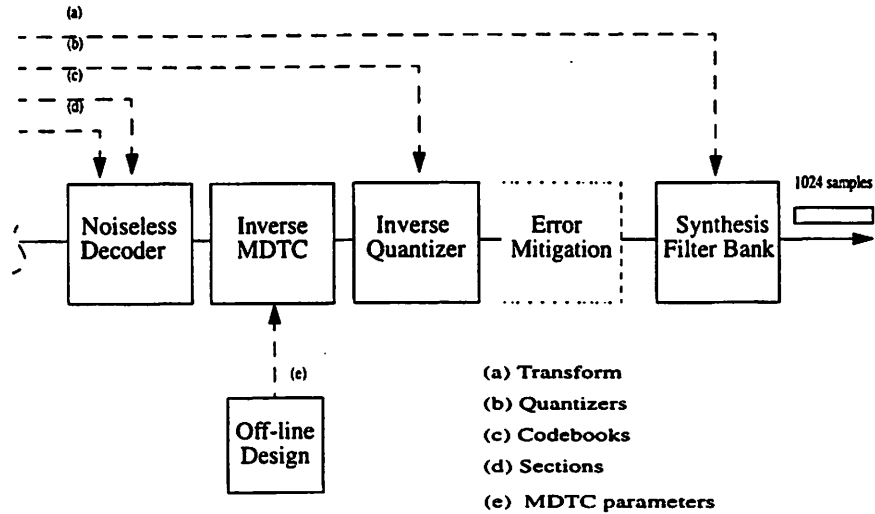 (a)
(b)
(c)
(d)
1024 samples
Noiseless
Decoder
Inverse
MDTC
Inverse
Quantizer
Error
Mitigation
Synthesis
Filter Bank
(e)
Off-line
Design
(a) Transform
(b) Quantizers
(c) Codebooks
(d) Sections
(e) MDTC parameters